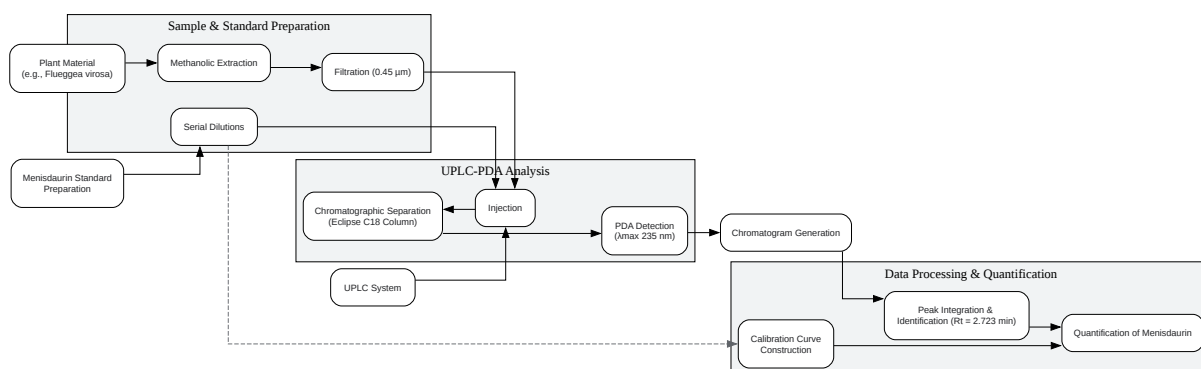 Sample & Standard Preparation
Plant Material
(e.g., Flueggea virosa)
Methanolic Extraction
Filtration (0.45 µm)
Serial Dilutions
Menisdaurin Standard
Preparation
UPLC-PDA Analysis
Chromatographic Separation
(Eclipse C18 Column)
Injection
PDA Detection
(λmax 235 nm)
Chromatogram Generation
UPLC System
Data Processing & Quantification
Peak Integration &
Identification (Rt = 2.723 min)
Calibration Curve
Construction
Quantification of Menisdaurin